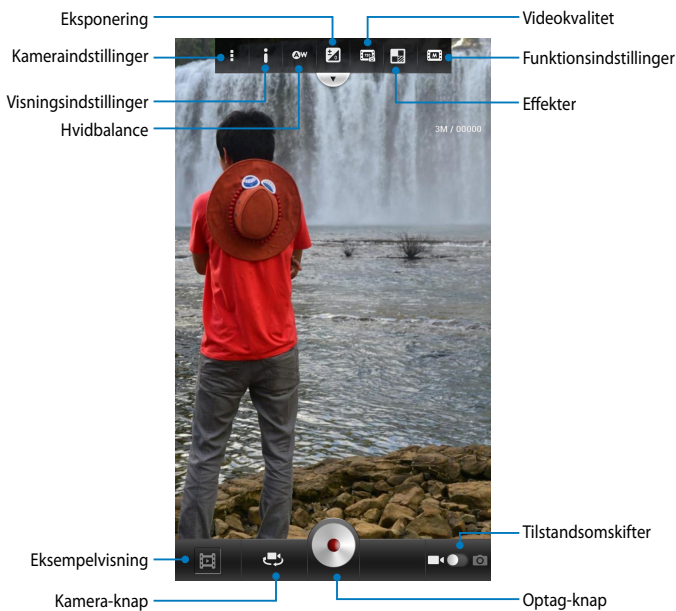 Eksponering
Videokvalitet
Kameraindstillinger
Funktionsindstillinger
Visningsindstillinger
Effekter
Hvidbalance
3M / 00000
Tilstandsomskifter
Eksempelvisning
Kamera-knap
Optag-knap